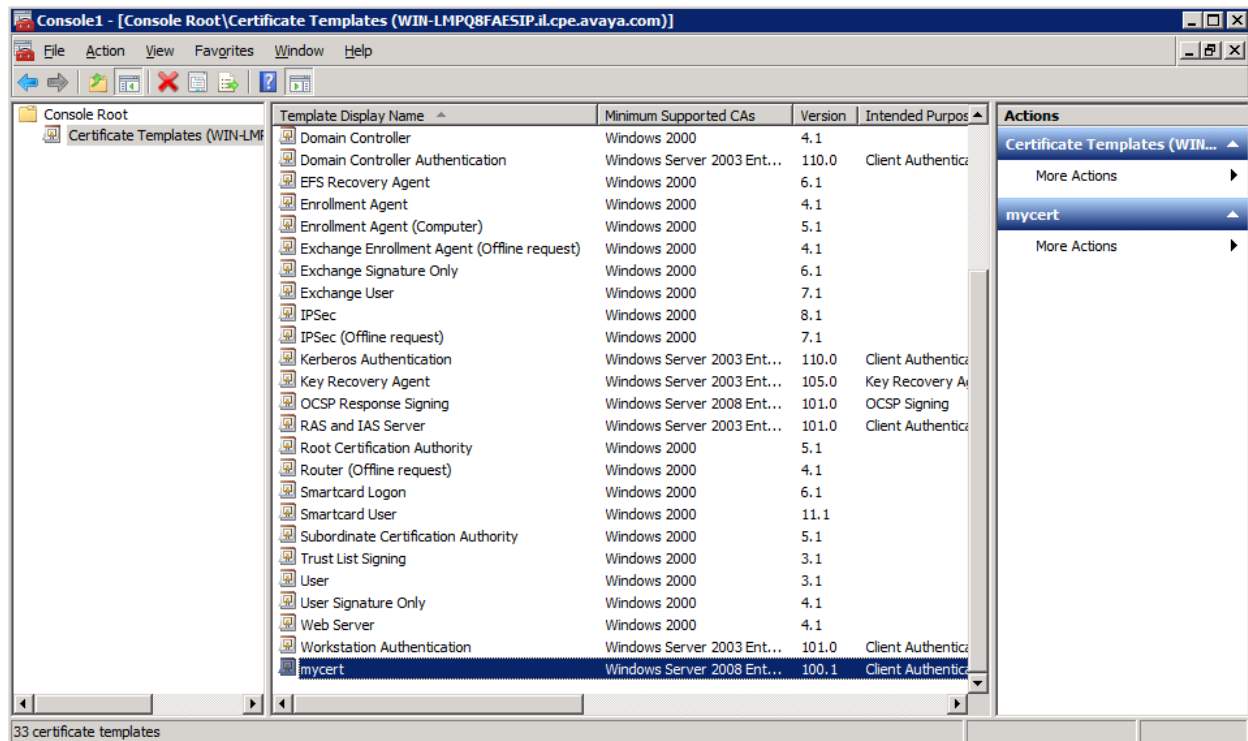 Console1 - [Console Root\Certificate Templates (WIN-LMPQ8FAESIP.il.cpe.avaya.com)]
File Action View Favorites Window Help
Console Root
Certificate Templates (WIN-LMF
Template Display Name Minimum Supported CAs Version Intended Purpos
Domain Controller Windows 2000 4.1
Domain Controller Authentication Windows Server 2003 Ent... 110.0 Client Authentica
EFS Recovery Agent Windows 2000 6.1
Enrollment Agent Windows 2000 4.1
Enrollment Agent (Computer) Windows 2000 5.1
Exchange Enrollment Agent (Offline request) Windows 2000 4.1
Exchange Signature Only Windows 2000 6.1
Exchange User Windows 2000 7.1
IPSec Windows 2000 8.1
IPSec (Offline request) Windows 2000 7.1
Kerberos Authentication Windows Server 2003 Ent... 110.0 Client Authentica
Key Recovery Agent Windows Server 2003 Ent... 105.0 Key Recovery Ag
OCSP Response Signing Windows Server 2008 Ent... 101.0 OCSP Signing
RAS and IAS Server Windows Server 2003 Ent... 101.0 Client Authentica
Root Certification Authority Windows 2000 5.1
Router (Offline request) Windows 2000 4.1
Smartcard Logon Windows 2000 6.1
Smartcard User Windows 2000 11.1
Subordinate Certification Authority Windows 2000 5.1
Trust List Signing Windows 2000 3.1
User Windows 2000 3.1
User Signature Only Windows 2000 4.1
Web Server Windows 2000 4.1
Workstation Authentication Windows Server 2003 Ent... 101.0 Client Authentica
mycert Windows Server 2008 Ent... 100.1 Client Authentica
Actions
Certificate Templates (WIN...
More Actions
mycert
More Actions
33 certificate templates